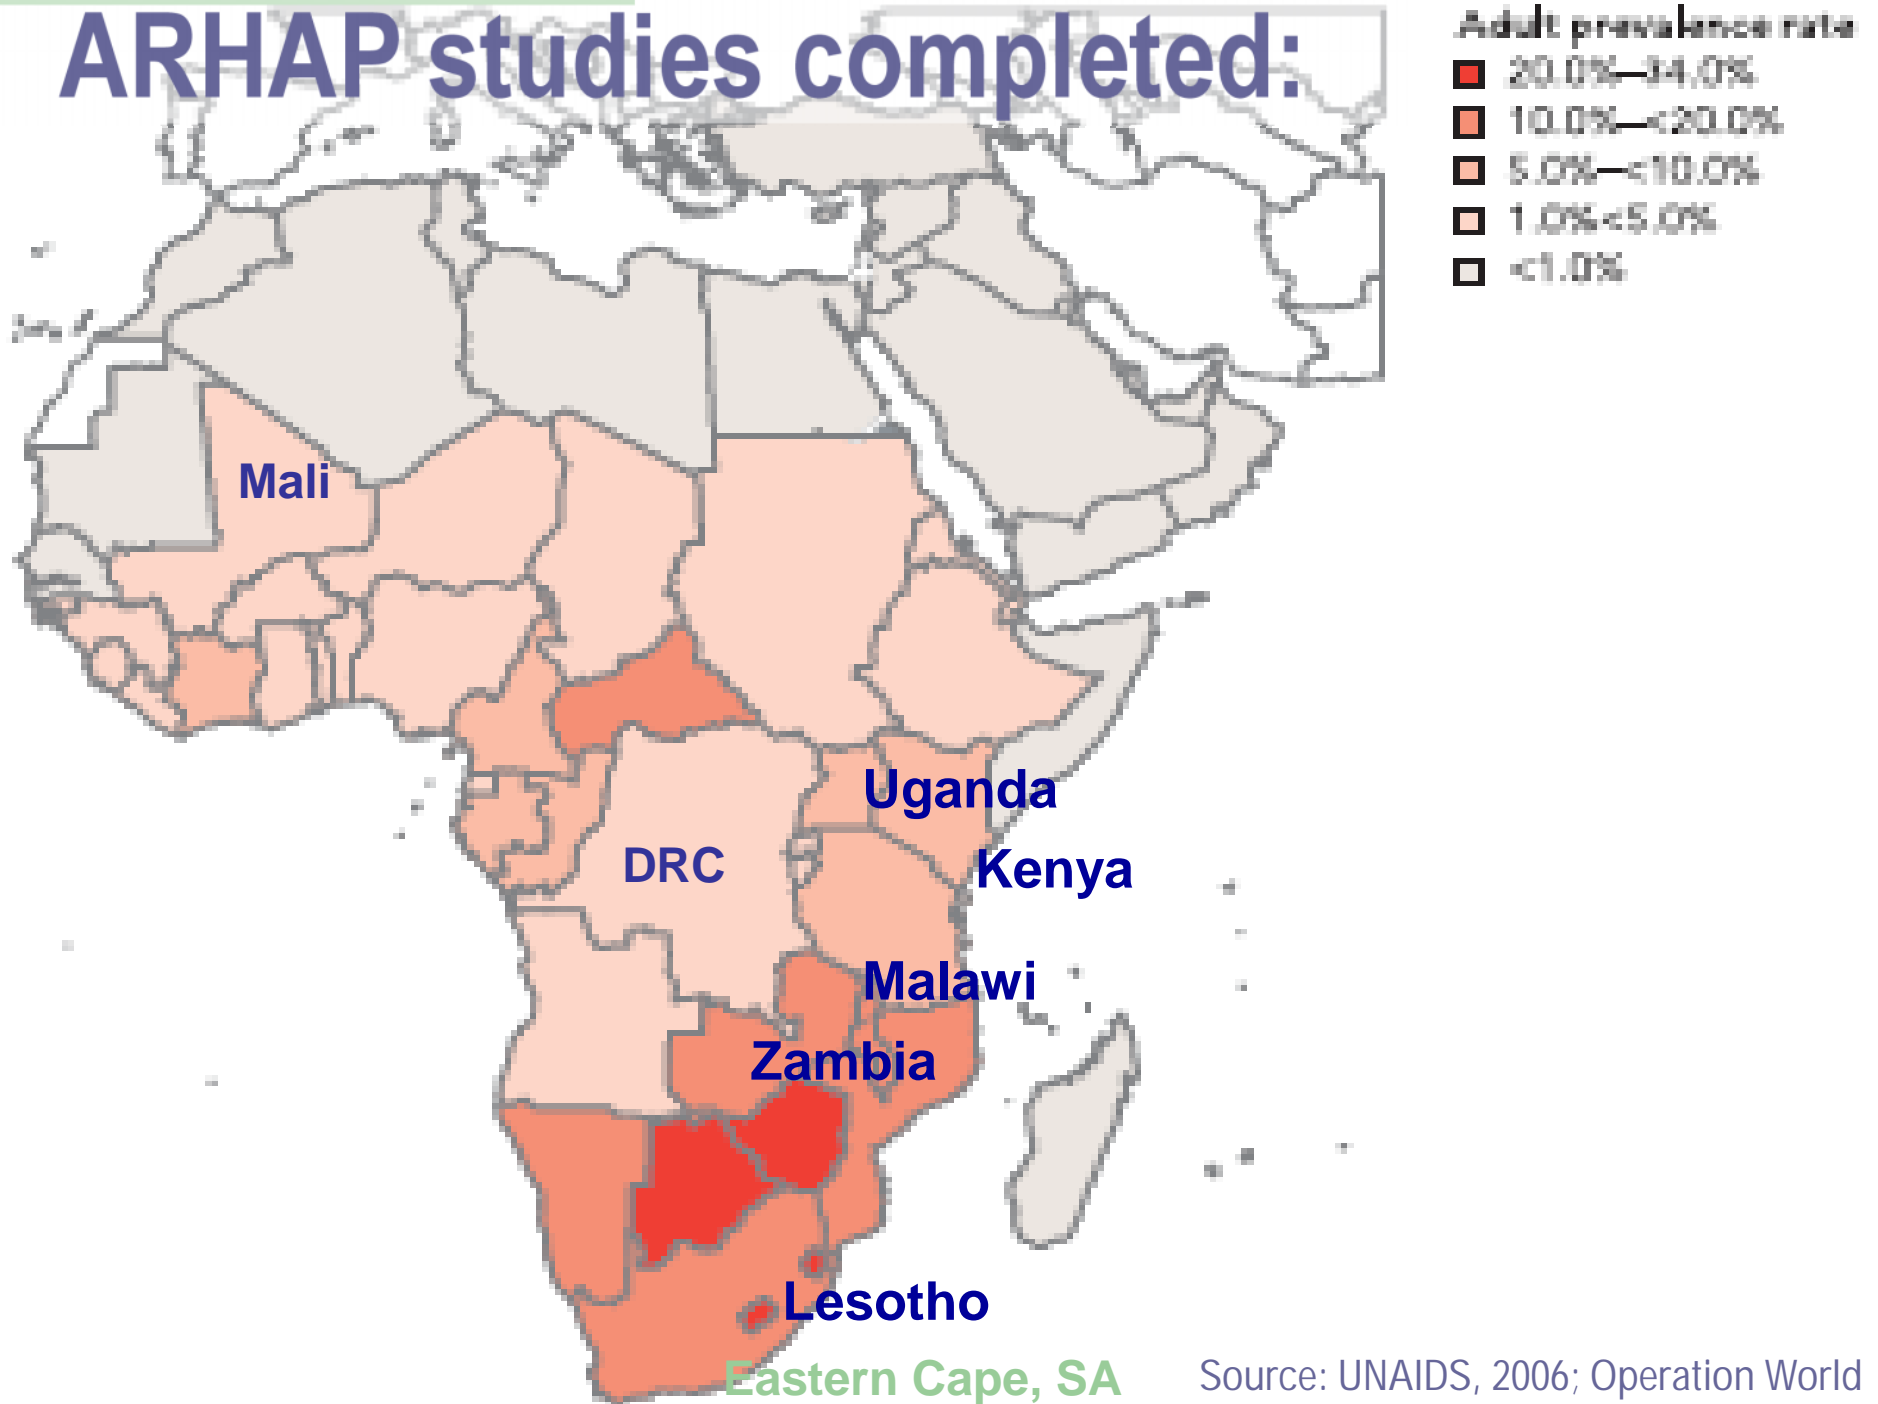 ARHAP studies completed:
Adult prevalence rate
20.0%–34.0%
10.0%–<20.0%
5.0%–<10.0%
1.0%<5.0%
<1.0%
Mali
Uganda
DRC
Kenya
Malawi
Zambia
Lesotho
Eastern Cape, SA
Source: UNAIDS, 2006; Operation World